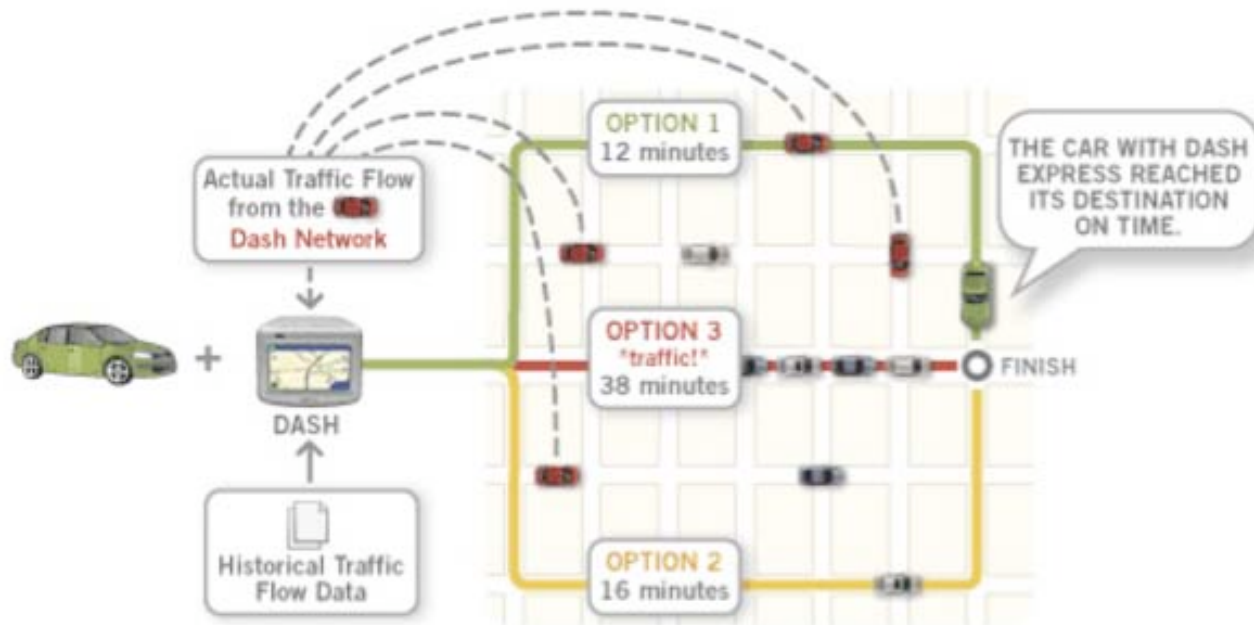 OPTION 1
12 minutes
THE CAR WITH DASH
EXPRESS REACHED
ITS DESTINATION
ON TIME.
Actual Traffic Flow
from the
Dash Network
OPTION 3
*traffic!*
38 minutes
+
FINISH
DASH
Historical Traffic
Flow Data
OPTION 2
16 minutes